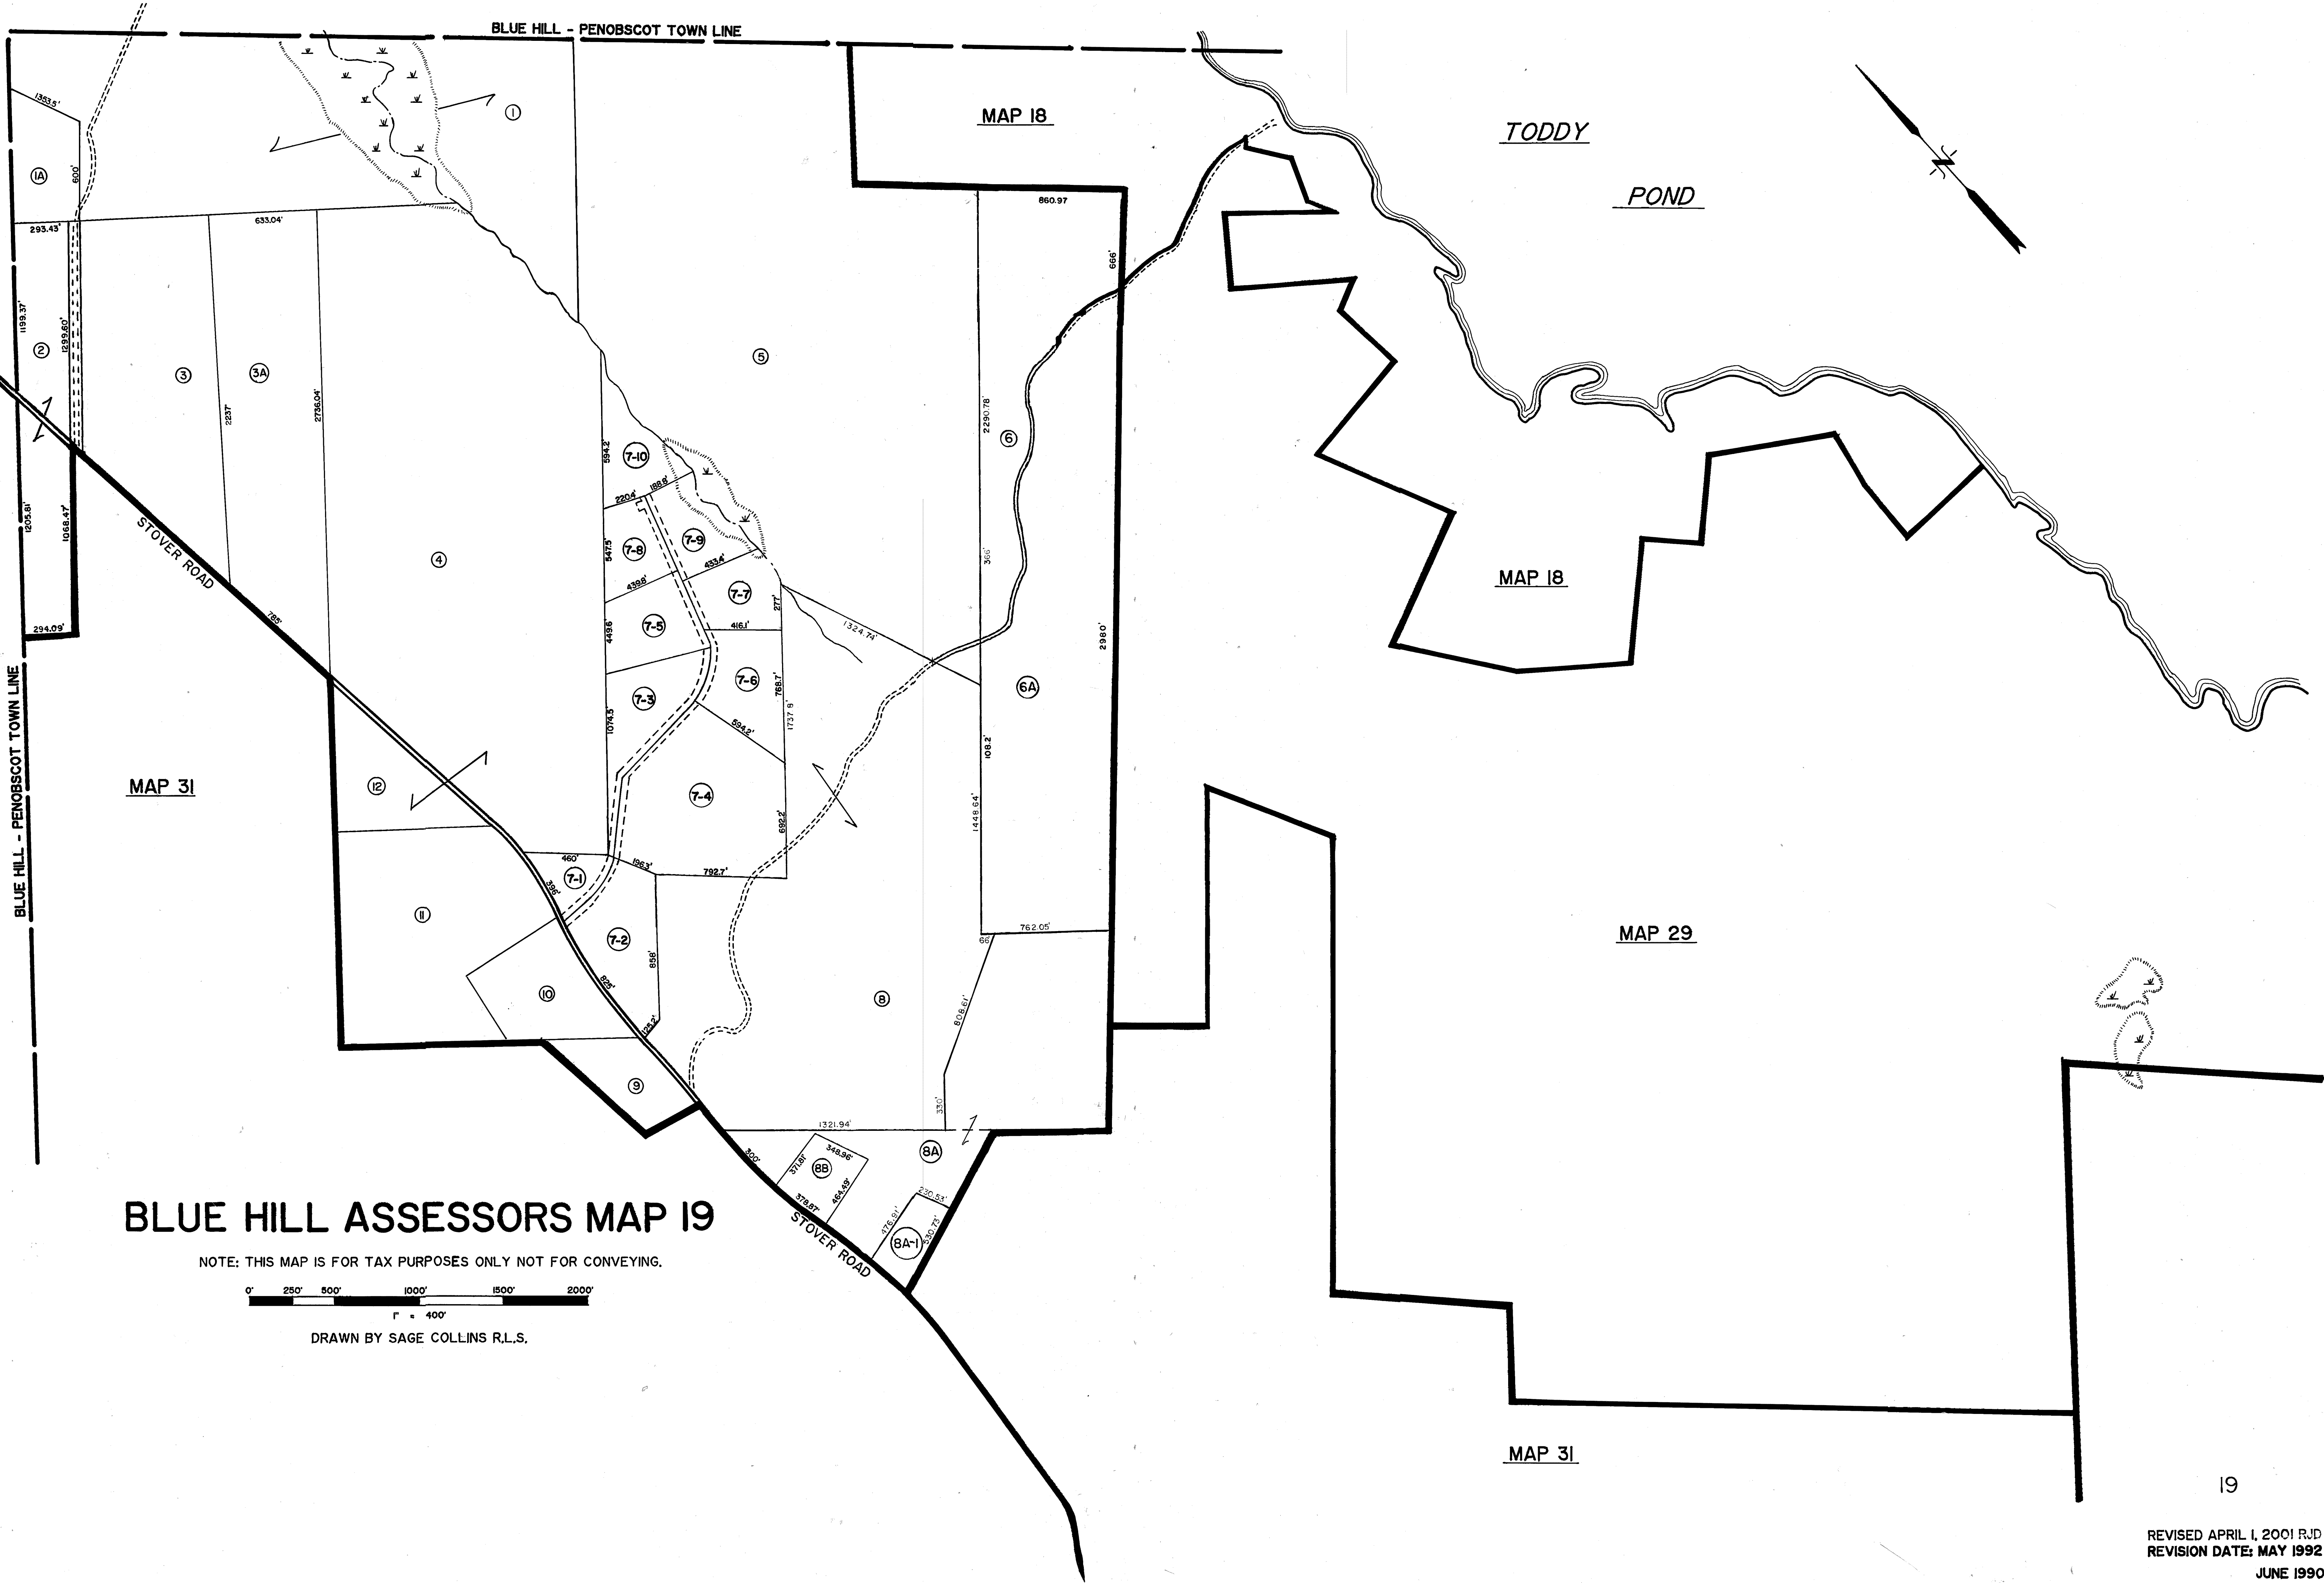 BLUE HILL - PENOBSCOT TOWN LINE
MAP 18
TODDY
POND
N
1353.5'
1
1A
600'
633.04'
293.43'
860.97
666'
1199.37'
2
1299.60'
3
3A
2237'
2736.04'
5
2290.78'
6
594.2'
7-10
220.4'
188.8'
1205.81'
1068.47'
STOVER ROAD
4
547.5'
7-8
7-9
439.8'
433.4'
366'
7-7
277'
MAP 18
294.09'
785'
449.6'
7-5
416.1'
1324.74'
2980'
BLUE HILL - PENOBSCOT TOWN LINE
7-6
768.7'
7-3
6A
1074.5'
1737.8'
594.2'
108.2'
MAP 31
12
7-4
692.2'
1448.64'
460'
196.3'
792.7'
7-1
396'
11
7-2
858'
762.05'
66'
MAP 29
825'
10
8
808.61'
125.2'
9
330'
1321.94'
300'
348.96'
371.81'
8B
464.49'
378.87'
8A
230.53'
476.91'
530.73'
8A-1
STOVER ROAD
BLUE HILL ASSESSORS MAP 19
NOTE: THIS MAP IS FOR TAX PURPOSES ONLY NOT FOR CONVEYING.
0' 250' 500' 1000' 1500' 2000'
1" = 400'
DRAWN BY SAGE COLLINS R.L.S.
MAP 31
19
REVISED APRIL 1, 2001 RJD
REVISION DATE: MAY 1992
JUNE 1990